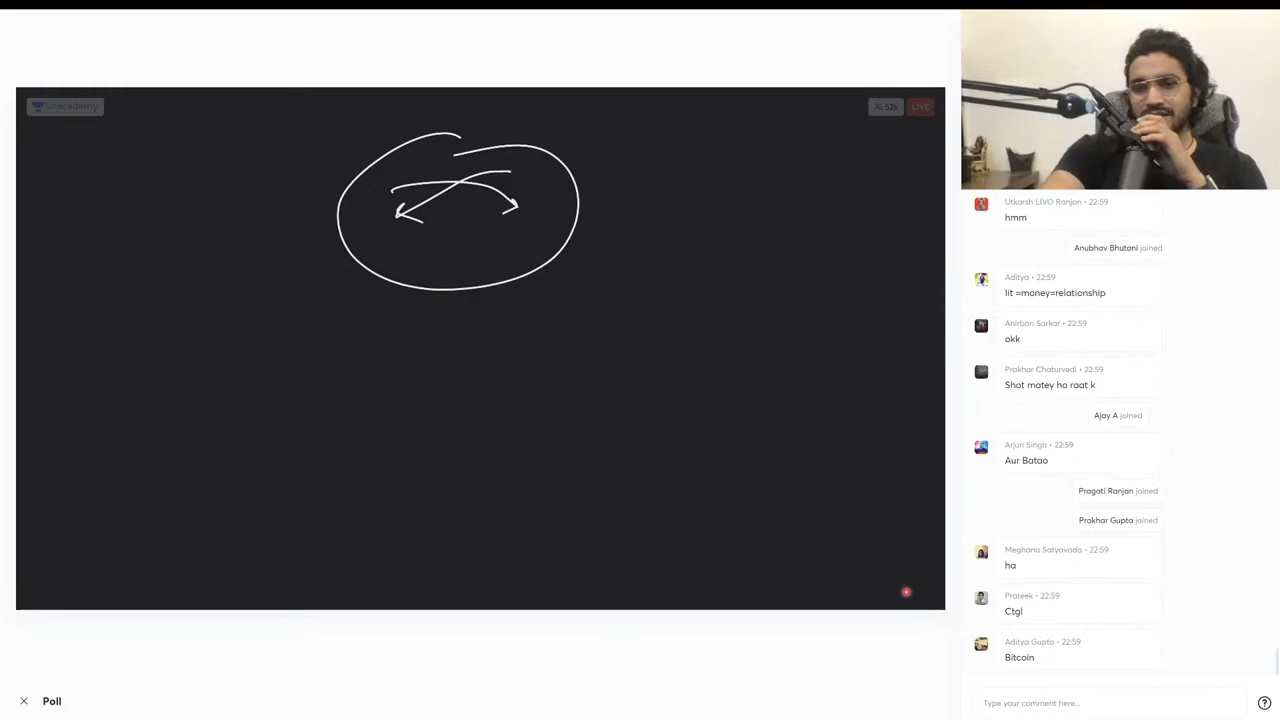 unacademy
52k
LIVE
Utkarsh LIVO Ranjan • 22:59
hmm
Anubhav Bhutani joined
Aditya • 22:59
lit =money=relationship
Anirban Sarkar • 22:59
okk
Prakhar Chaturvedi • 22:59
Shot matey ho raat k
Ajay A joined
Arjun Singh • 22:59
Aur Batao
Pragati Ranjan joined
Prakhar Gupta joined
Meghana Satyavada • 22:59
ha
Prateek • 22:59
Ctgl
Aditya Gupta • 22:59
Bitcoin
Poll
Type your comment here...